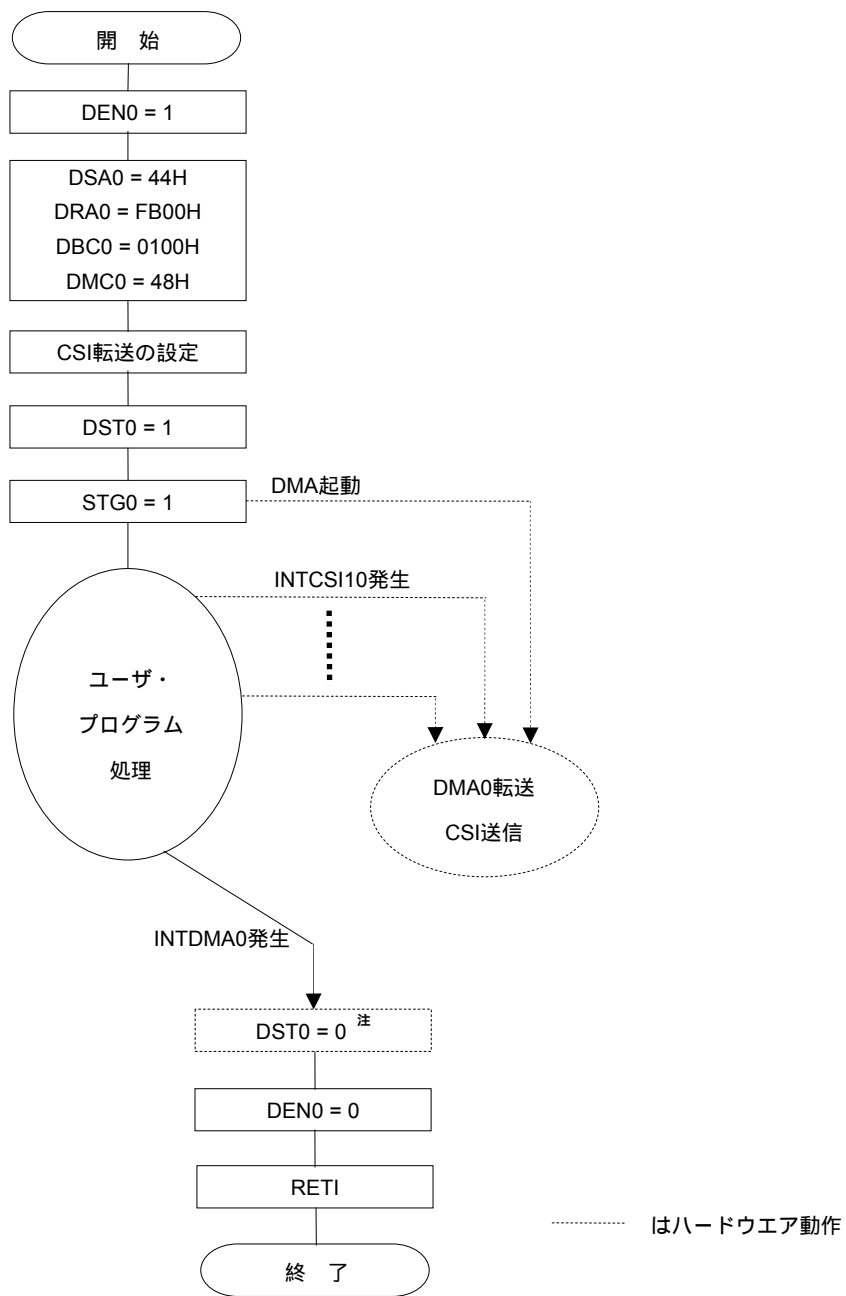 開 始
DEN0 = 1
DSA0 = 44H
DRA0 = FB00H
DBC0 = 0100H
DMC0 = 48H
CSI転送の設定
DST0 = 1
STG0 = 1
DMA起動
INTCSI10発生
ユーザ・
プログラム
処理
DMA0転送
CSI送信
INTDMA0発生
DST0 = 0 注
DEN0 = 0
RETI
はハードウエア動作
終 了